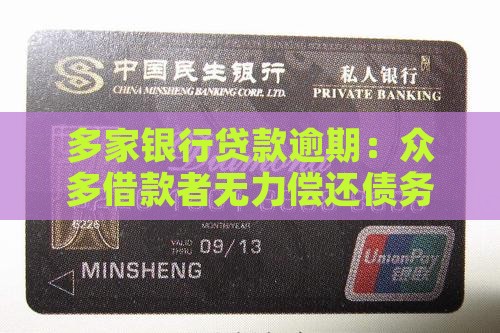 中国民生银行
CHINA MINSHENG BANKING CORP., LTD.
私人银行
PRIVATE BANKING
多家银行贷款逾期：众
多借款者无力偿还债务
6226
MONTH/YEAR
VALID
THRU
09/13
MINSHENG
UnionPay
银联